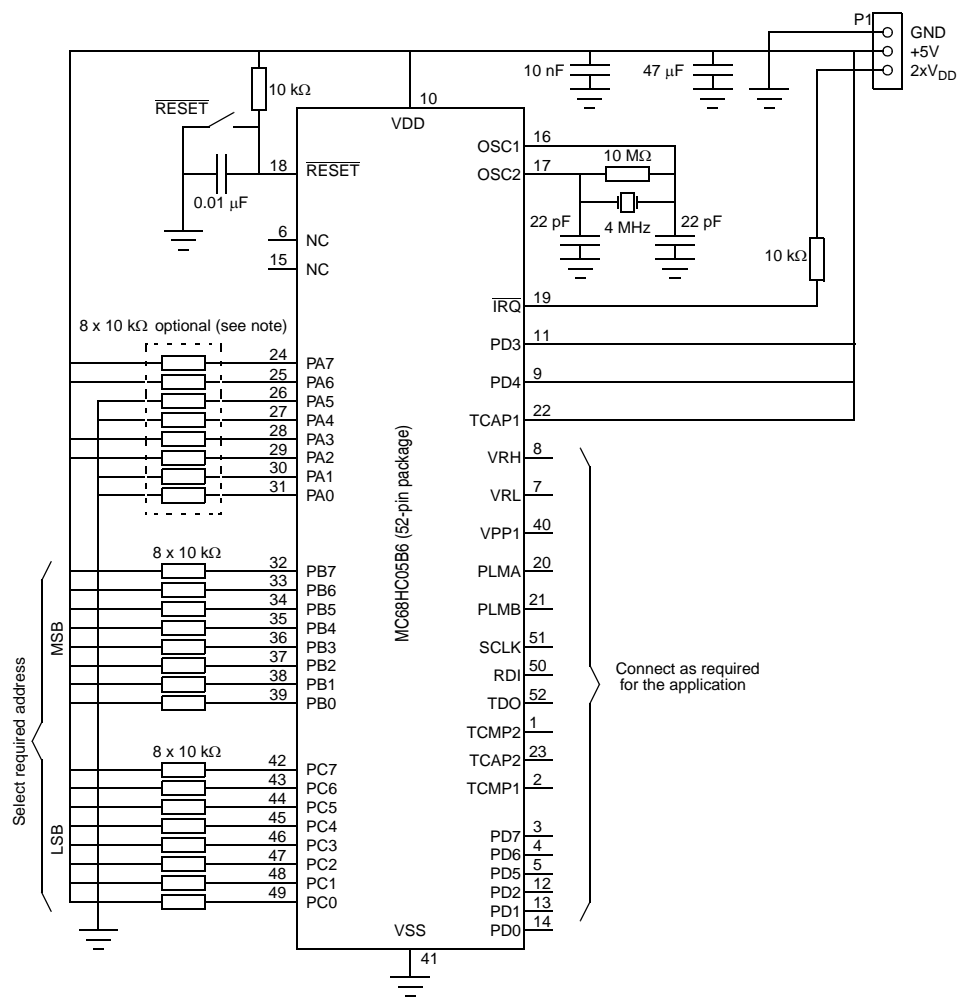 P1
GND
+5V
2xVDD
10 nF
47 μF
10 kΩ
RESET
0.01 μF
10
VDD
18
RESET
6
NC
15
NC
16
OSC1
17
OSC2
10 MΩ
22 pF
4 MHz
22 pF
10 kΩ
19
IRQ
11
PD3
9
PD4
22
TCAP1
8 x 10 kΩ optional (see note)
24
PA7
25
PA6
26
PA5
27
PA4
28
PA3
29
PA2
30
PA1
31
PA0
MC68HC05B6 (52-pin package)
8
VRH
7
VRL
40
VPP1
20
PLMA
21
PLMB
51
SCLK
50
RDI
52
TDO
1
TCMP2
23
TCAP2
2
TCMP1
3
PD7
4
PD6
5
PD5
12
PD2
13
PD1
14
PD0
Connect as required
for the application
8 x 10 kΩ
32
PB7
33
PB6
34
PB5
35
PB4
36
PB3
37
PB2
38
PB1
39
PB0
MSB
Select required address
LSB
8 x 10 kΩ
42
PC7
43
PC6
44
PC5
45
PC4
46
PC3
47
PC2
48
PC1
49
PC0
VSS
41